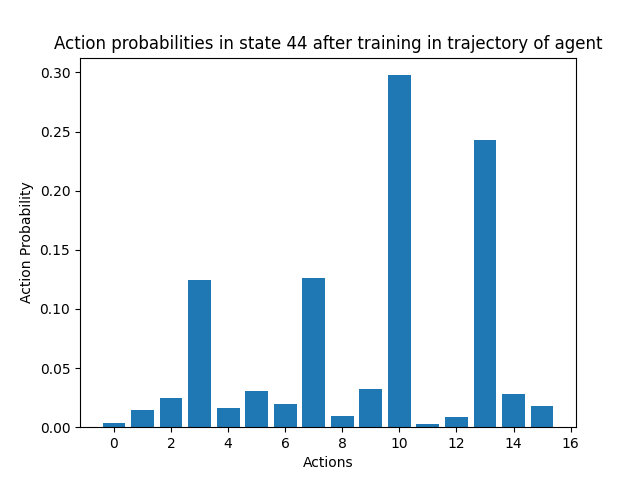 Action probabilities in state 44 after training in trajectory of agent
0.30
0.25
0.20
0.15
0.10
0.05
0.00
Action Probability
0 2 4 6 8 10 12 14 16
Actions